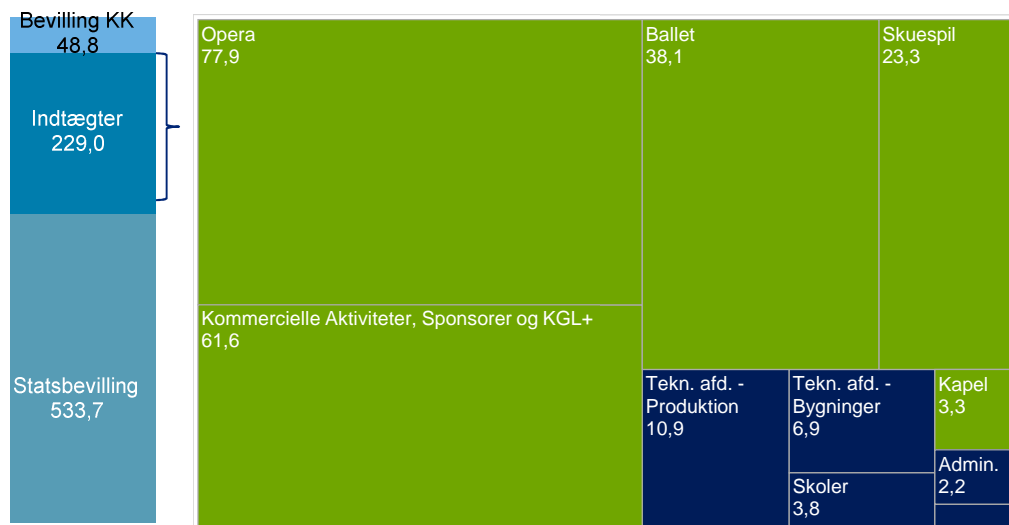 Bevilling KK
48,8
Indtægter
229,0
Statsbevilling
533,7
Opera
77,9
Kommercielle Aktiviteter, Sponsorer og KGL+
61,6
Ballet
38,1
Skuespil
23,3
Tekn. afd. -
Produktion
10,9
Tekn. afd. -
Bygninger
6,9
Skoler
3,8
Kapel
3,3
Admin.
2,2